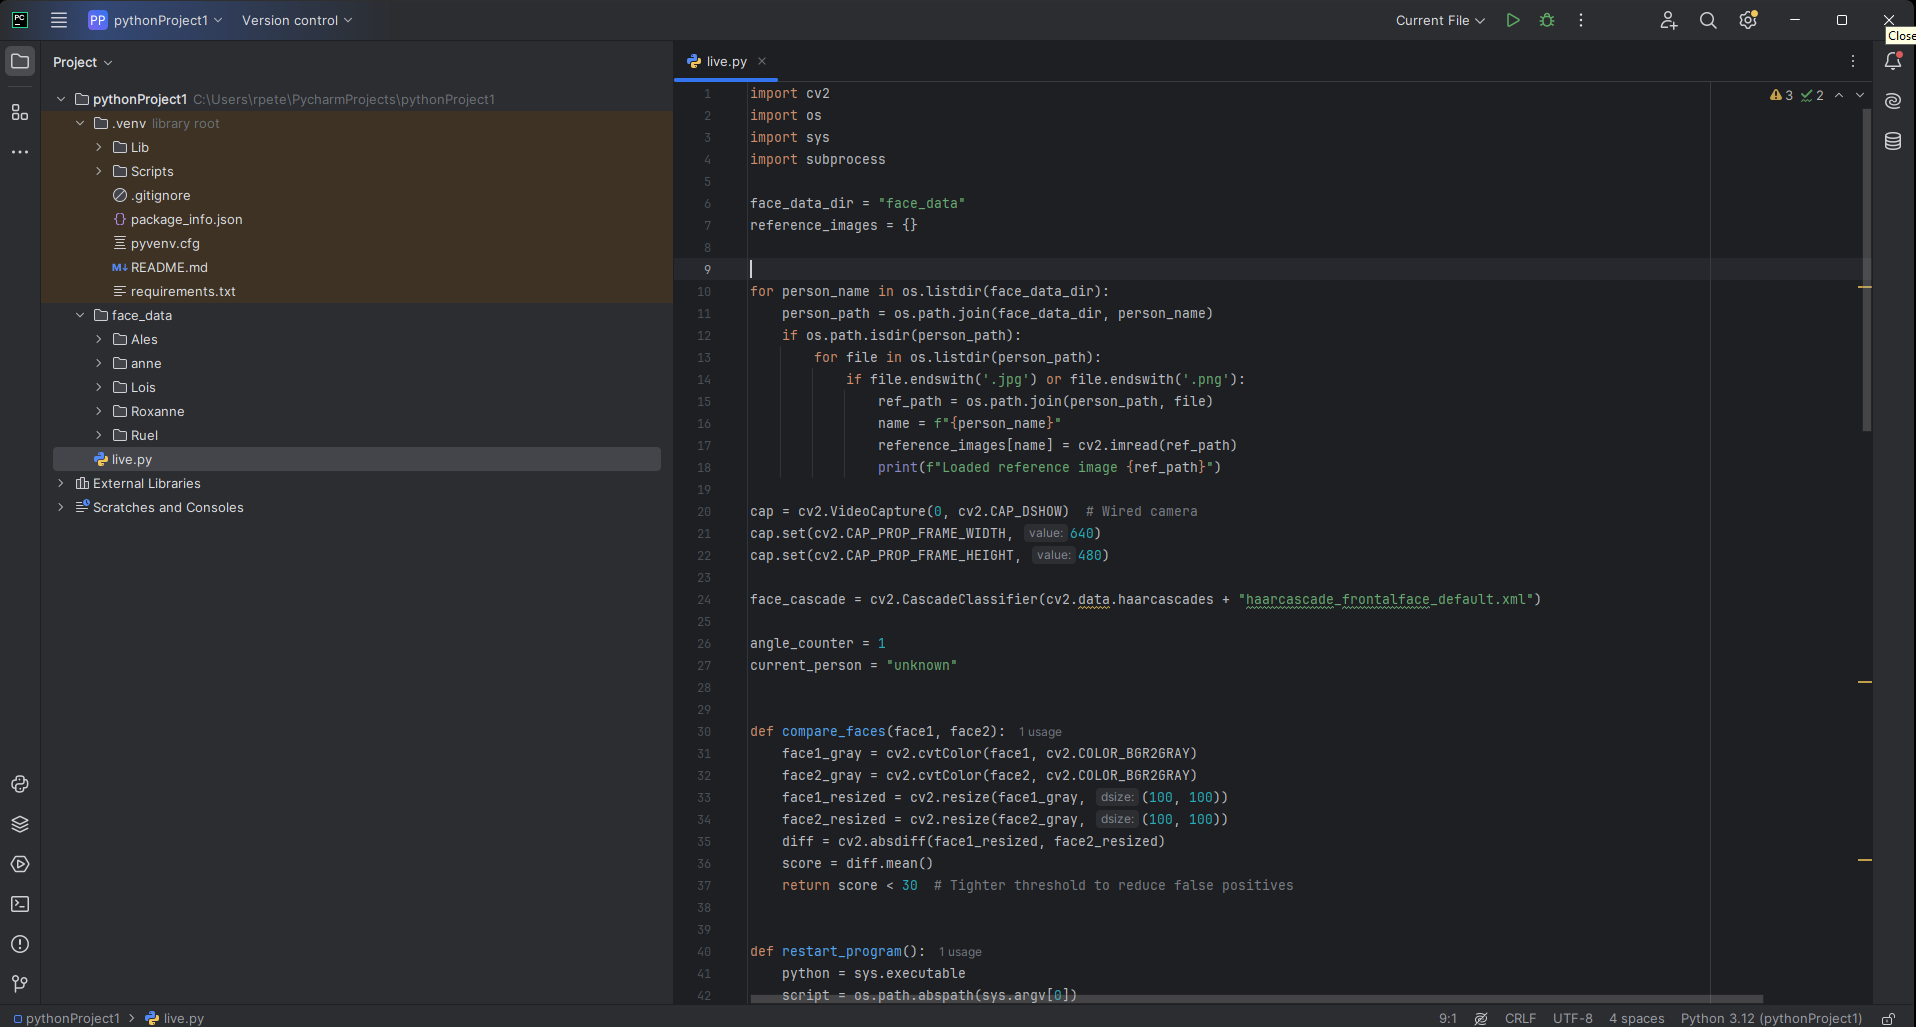 PC
PP pythonProject1 Version control
Current File
Close
Project
live.py
pythonProject1 C:\Users\rpete\PycharmProjects\pythonProject1
.venv library root
Lib
Scripts
.gitignore
package_info.json
pyvenv.cfg
M↓ README.md
requirements.txt
face_data
Ales
anne
Lois
Roxanne
Ruel
live.py
External Libraries
Scratches and Consoles
3 2
1 import cv2
2 import os
3 import sys
4 import subprocess
5
6 face_data_dir = "face_data"
7 reference_images = {}
8
9
10 for person_name in os.listdir(face_data_dir):
11 person_path = os.path.join(face_data_dir, person_name)
12 if os.path.isdir(person_path):
13 for file in os.listdir(person_path):
14 if file.endswith('.jpg') or file.endswith('.png'):
15 ref_path = os.path.join(person_path, file)
16 name = f"{person_name}"
17 reference_images[name] = cv2.imread(ref_path)
18 print(f"Loaded reference image {ref_path}")
19
20 cap = cv2.VideoCapture(0, cv2.CAP_DSHOW) # Wired camera
21 cap.set(cv2.CAP_PROP_FRAME_WIDTH, value: 640)
22 cap.set(cv2.CAP_PROP_FRAME_HEIGHT, value: 480)
23
24 face_cascade = cv2.CascadeClassifier(cv2.data.haarcascades + "haarcascade_frontalface_default.xml")
25
26 angle_counter = 1
27 current_person = "unknown"
28
29
30 def compare_faces(face1, face2): 1 usage
31 face1_gray = cv2.cvtColor(face1, cv2.COLOR_BGR2GRAY)
32 face2_gray = cv2.cvtColor(face2, cv2.COLOR_BGR2GRAY)
33 face1_resized = cv2.resize(face1_gray, dsize: (100, 100))
34 face2_resized = cv2.resize(face2_gray, dsize: (100, 100))
35 diff = cv2.absdiff(face1_resized, face2_resized)
36 score = diff.mean()
37 return score < 30 # Tighter threshold to reduce false positives
38
39
40 def restart_program(): 1 usage
41 python = sys.executable
42 script = os.path.abspath(sys.argv[0])
pythonProject1 > live.py
9:1 CRLF UTF-8 4 spaces Python 3.12 (pythonProject1)